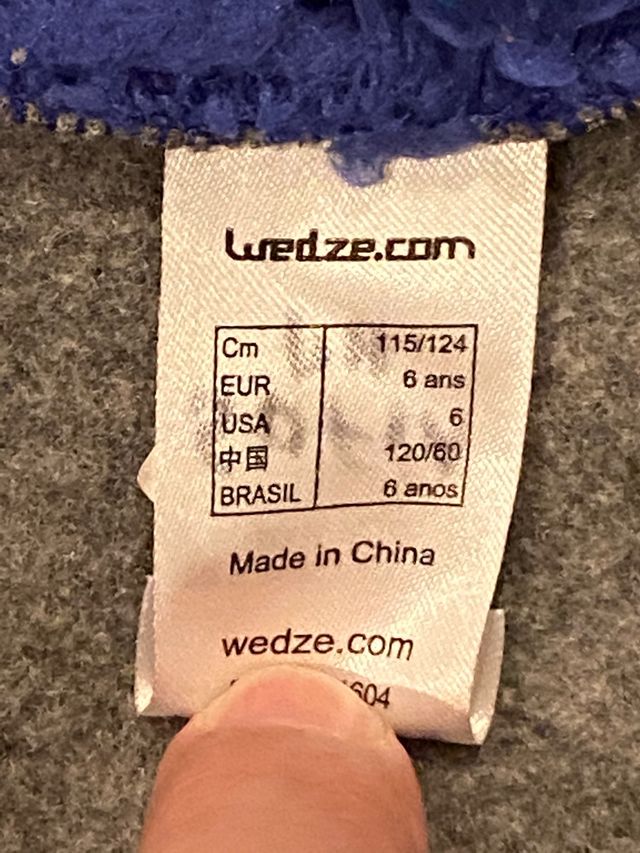 wedze.com
Cm 115/124
EUR 6 ans
USA 6
中国 120/60
BRASIL 6 anos
Made in China
wedze.com